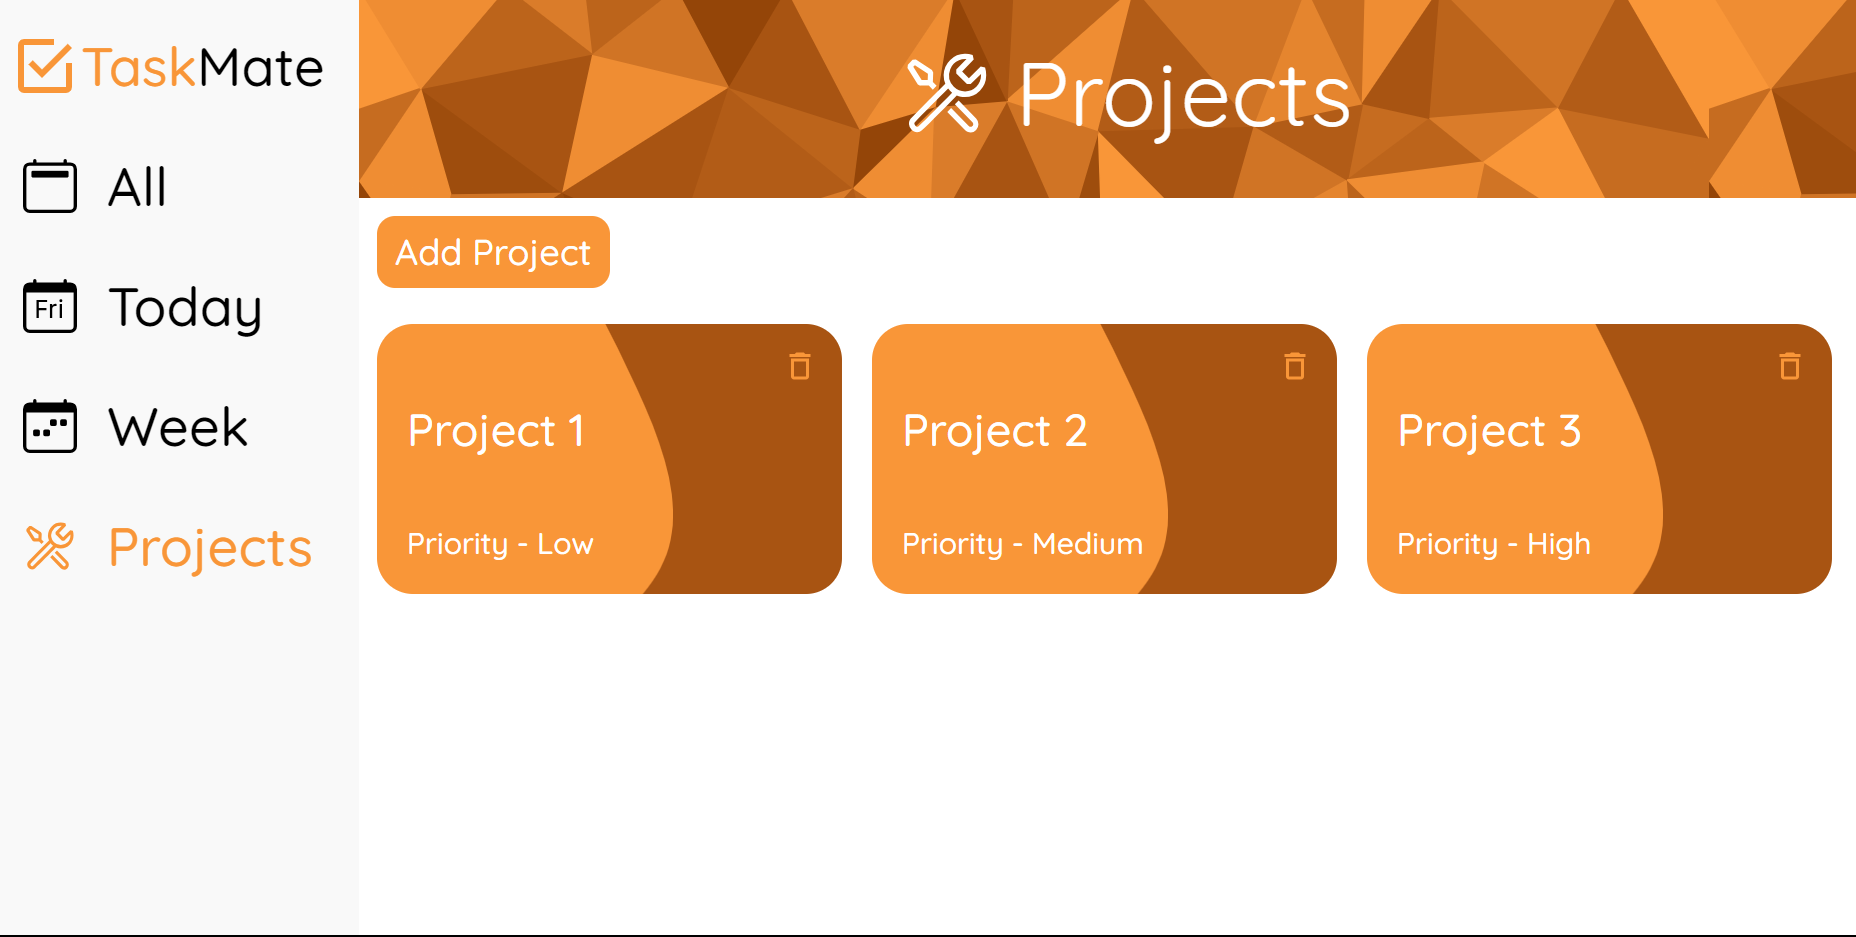 TaskMate
All
Fri
Today
Week
Projects
Projects
Add Project
Project 1
Priority - Low
Project 2
Priority - Medium
Project 3
Priority - High